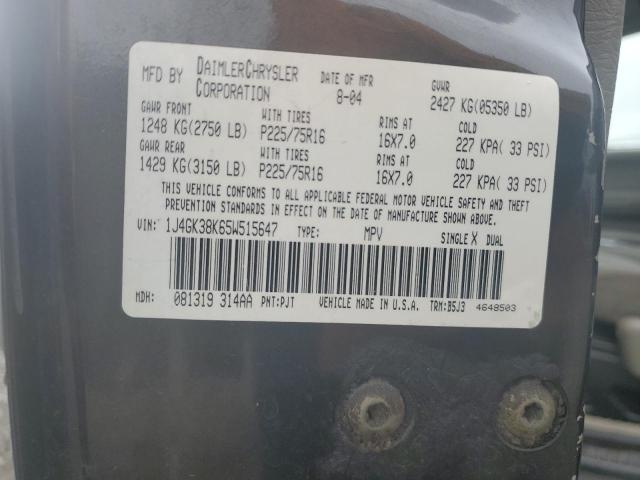 MFD BY DAIMLERCHRYSLER CORPORATION DATE OF MFR 8-04 GVWR 2427 KG(05350 LB)
GAWR FRONT WITH TIRES RIMS AT COLD
1248 KG(2750 LB) P225/75R16 16X7.0 227 KPA( 33 PSI)
GAWR REAR WITH TIRES RIMS AT COLD
1429 KG(3150 LB) P225/75R16 16X7.0 227 KPA( 33 PSI)
THIS VEHICLE CONFORMS TO ALL APPLICABLE FEDERAL MOTOR VEHICLE SAFETY AND THEFT
PREVENTION STANDARDS IN EFFECT ON THE DATE OF MANUFACTURE SHOWN ABOVE.
VIN: 1J4GK38K65W515647 TYPE: MPV SINGLE X DUAL
MDH: 081319 314AA PNT:PJT VEHICLE MADE IN U.S.A. TRM:B5J3 4648503